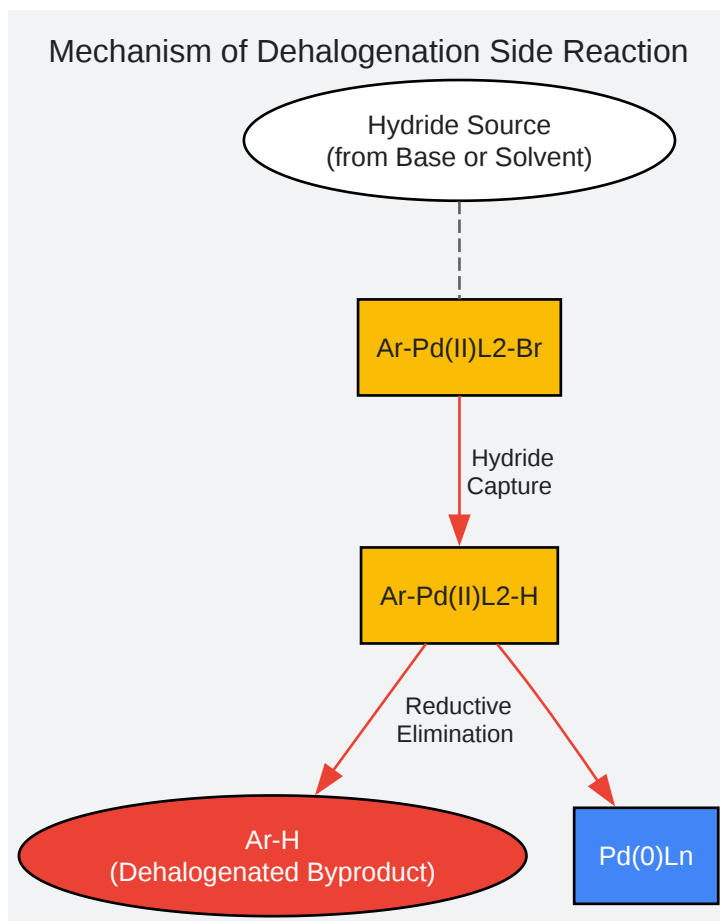 Mechanism of Dehalogenation Side Reaction
Hydride Source
(from Base or Solvent)
Ar-Pd(II)L2-Br
Hydride
Capture
Ar-Pd(II)L2-H
Reductive
Elimination
Ar-H
(Dehalogenated Byproduct)
Pd(0)Ln